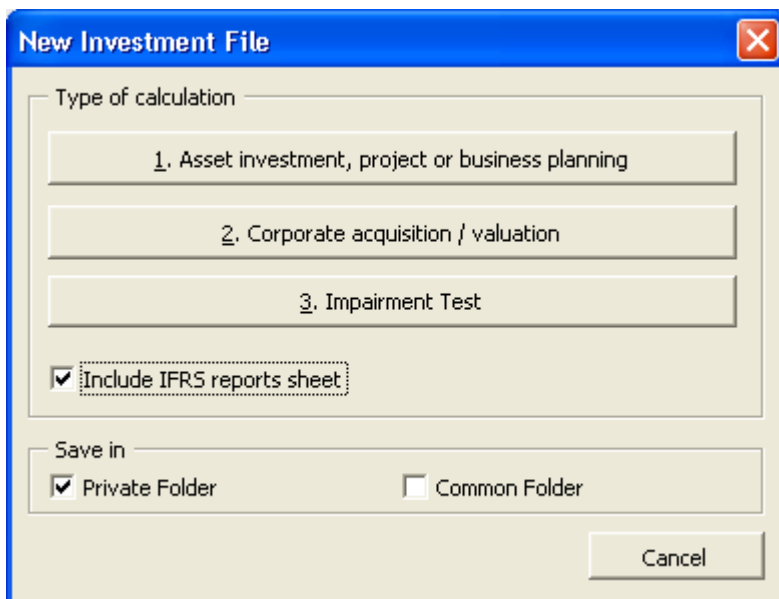 New Investment File
Type of calculation
1. Asset investment, project or business planning
2. Corporate acquisition / valuation
3. Impairment Test
Include IFRS reports sheet
Save in
Private Folder
Common Folder
Cancel